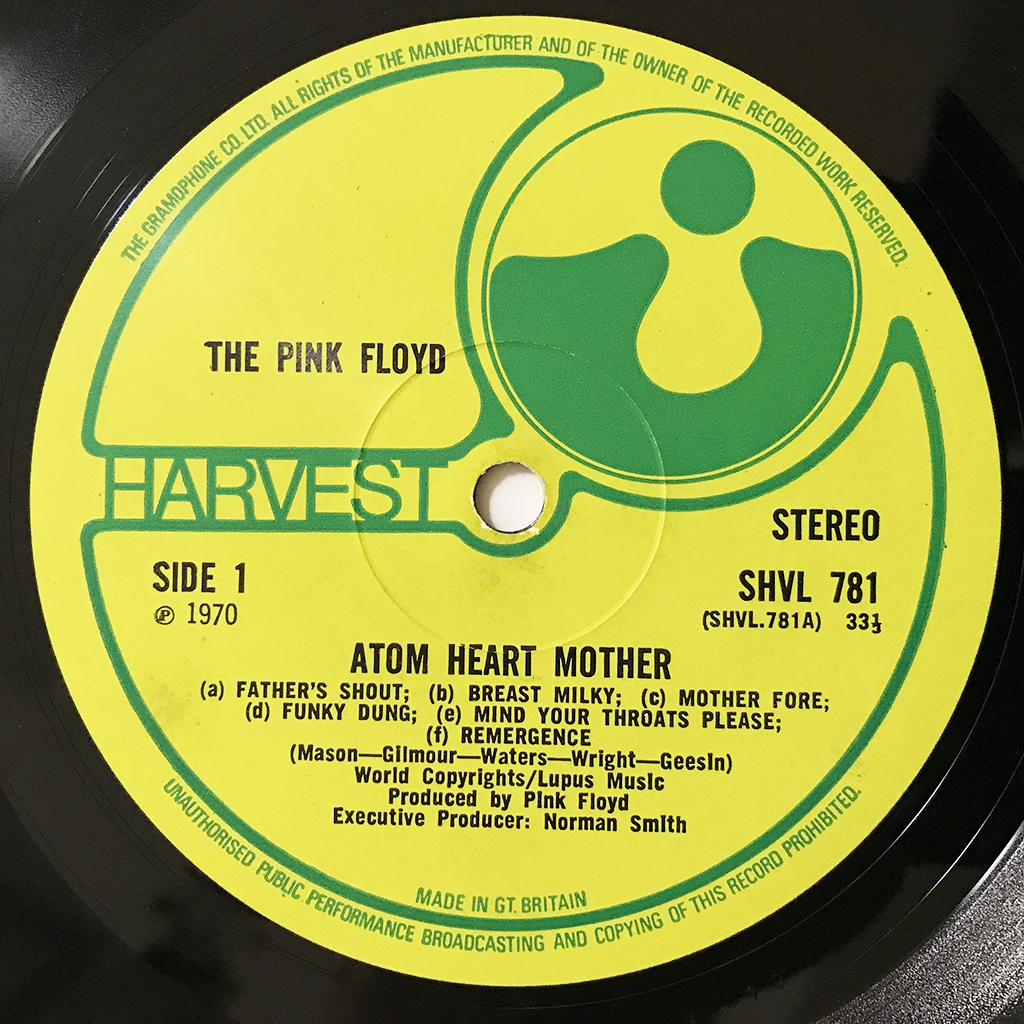 THE GRAMOPHONE CO. LTD. ALL RIGHTS OF THE MANUFACTURER AND OF THE OWNER OF THE RECORDED WORK RESERVED.
THE PINK FLOYD
HARVEST
STEREO
SIDE 1
SHVL 781
℗ 1970
(SHVL.781A) 33⅓
ATOM HEART MOTHER
(a) FATHER'S SHOUT; (b) BREAST MILKY; (c) MOTHER FORE;
(d) FUNKY DUNG; (e) MIND YOUR THROATS PLEASE;
(f) REMERGENCE
(Mason—Gilmour—Waters—Wright—Geesin)
World Copyrights/Lupus Music
Produced by Pink Floyd
Executive Producer: Norman Smith
MADE IN GT. BRITAIN
UNAUTHORISED PUBLIC PERFORMANCE BROADCASTING AND COPYING OF THIS RECORD PROHIBITED.